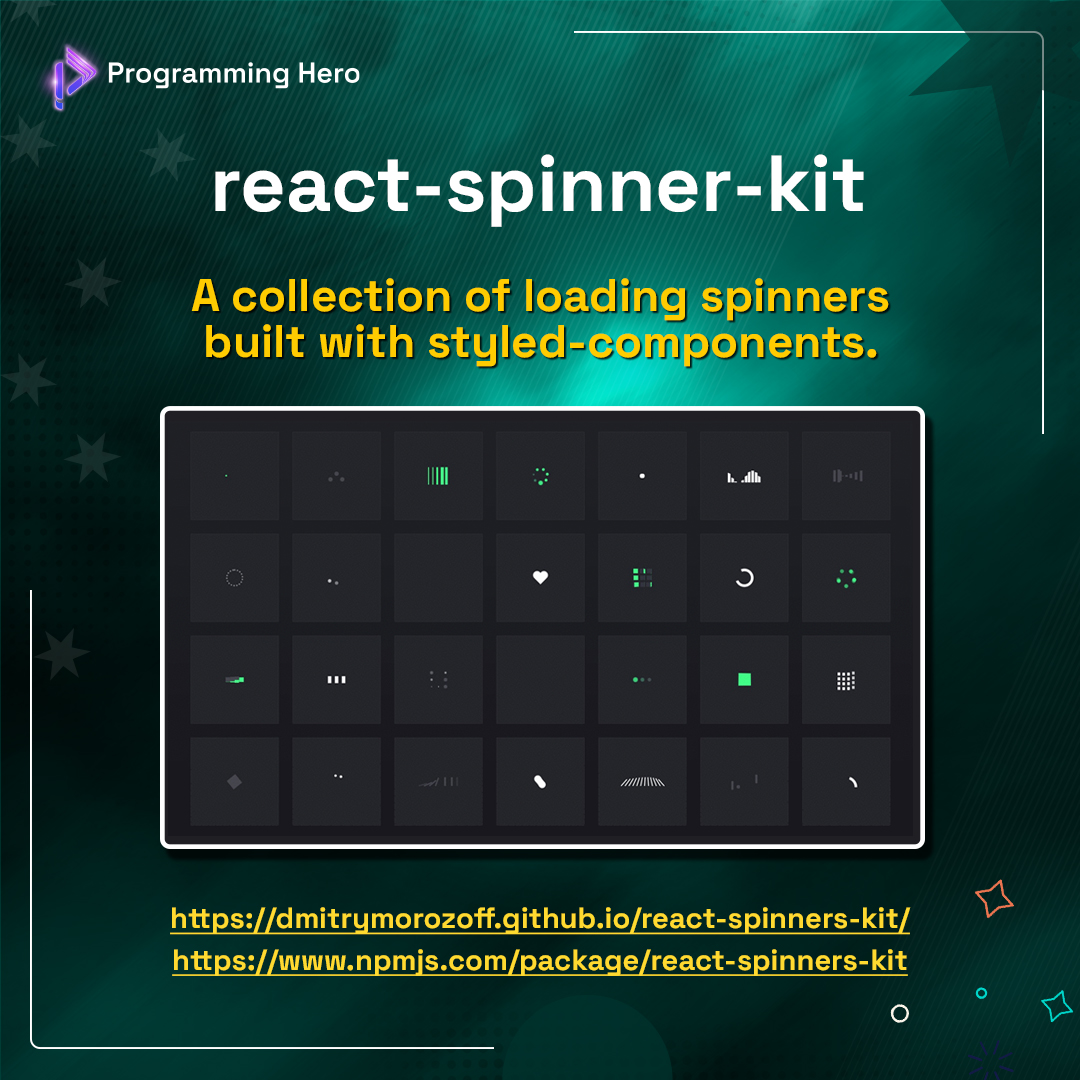 Programming Hero
react-spinner-kit
A collection of loading spinners
built with styled-components.
https://dmitrymorozoff.github.io/react-spinners-kit/
https://www.npmjs.com/package/react-spinners-kit